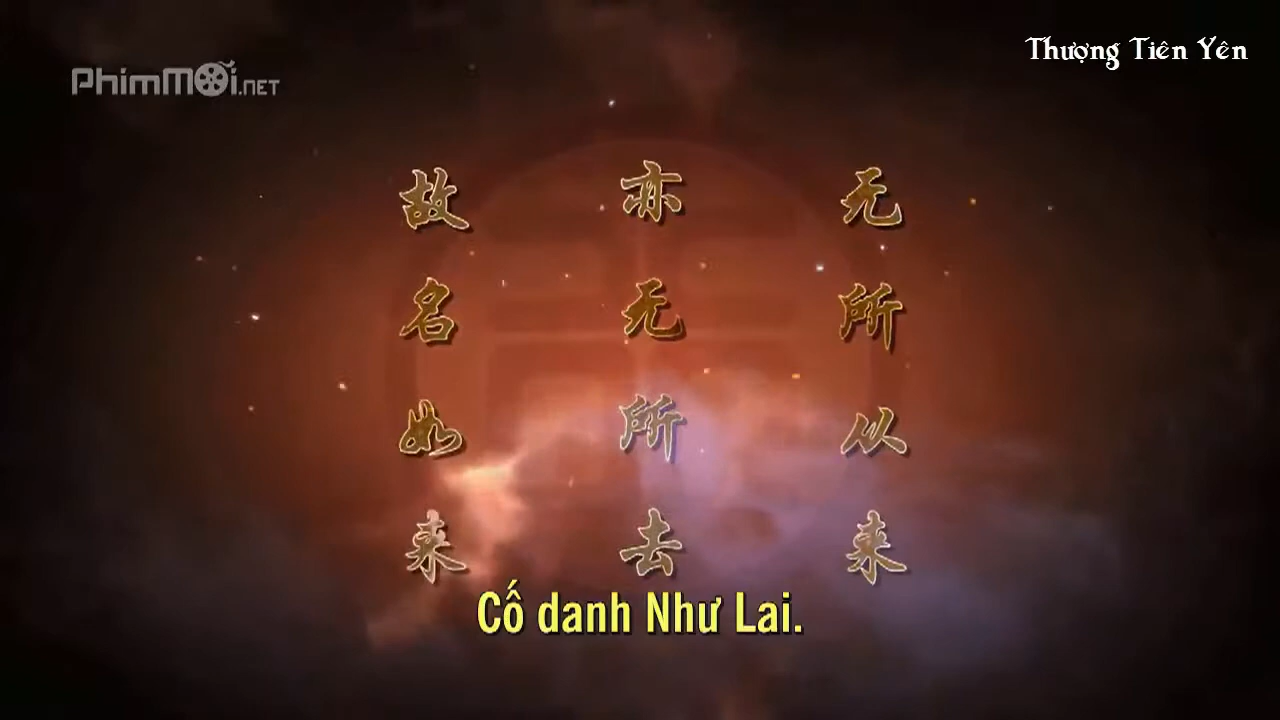 PhimMỗi.NET
Thượng Tiên Yên
无所从来
亦无所去
故名如来
Cố danh Như Lai.